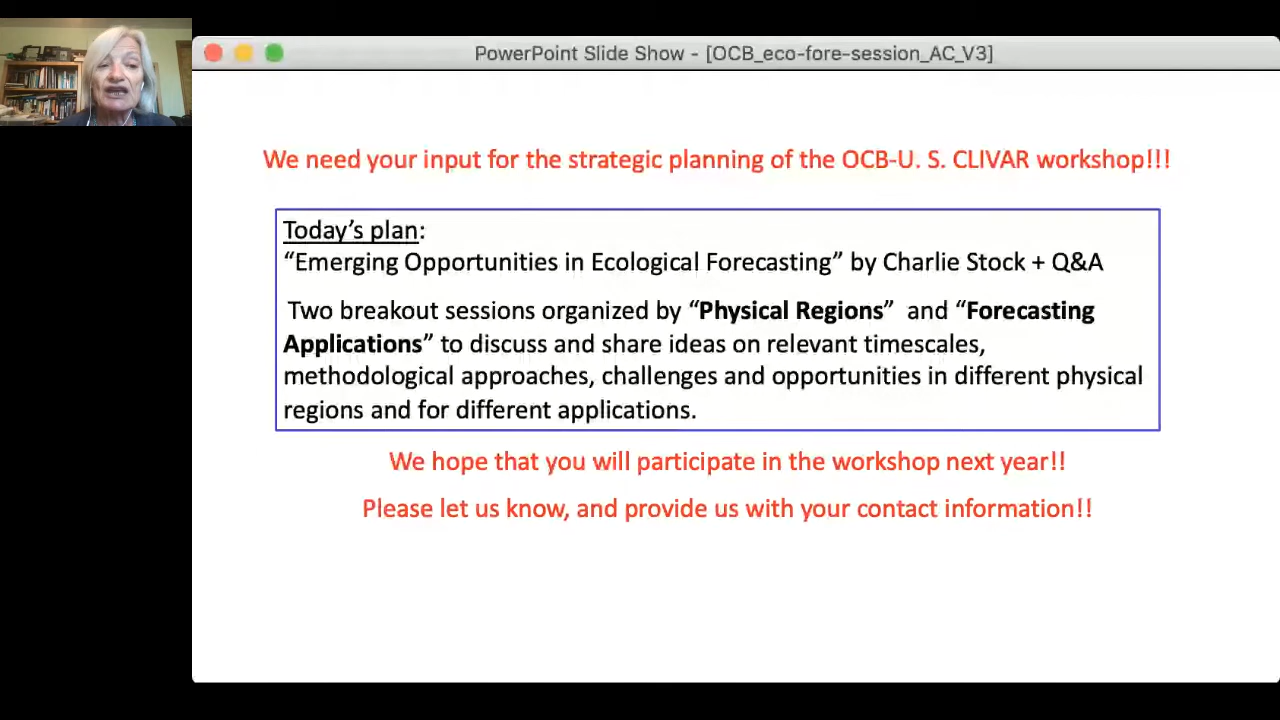 PowerPoint Slide Show - [OCB_eco-fore-session_AC_V3]
We need your input for the strategic planning of the OCB-U. S. CLIVAR workshop!!!
Today’s plan:
“Emerging Opportunities in Ecological Forecasting” by Charlie Stock + Q&A
Two breakout sessions organized by “Physical Regions” and “Forecasting
Applications” to discuss and share ideas on relevant timescales,
methodological approaches, challenges and opportunities in different physical
regions and for different applications.
We hope that you will participate in the workshop next year!!
Please let us know, and provide us with your contact information!!